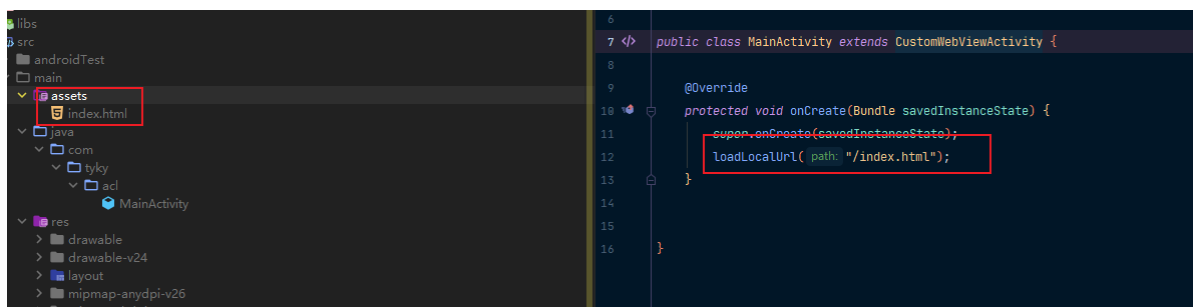 libs
src
androidTest
main
assets
index.html
java
com
tyky
acl
MainActivity
res
drawable
drawable-v24
layout
mipmap-anydpi-v26
6
7 public class MainActivity extends CustomWebViewActivity {
8
9 @Override
10 protected void onCreate(Bundle savedInstanceState) {
11 super.onCreate(savedInstanceState);
12 loadLocalUrl( path: "/index.html");
13 }
14
15
16 }